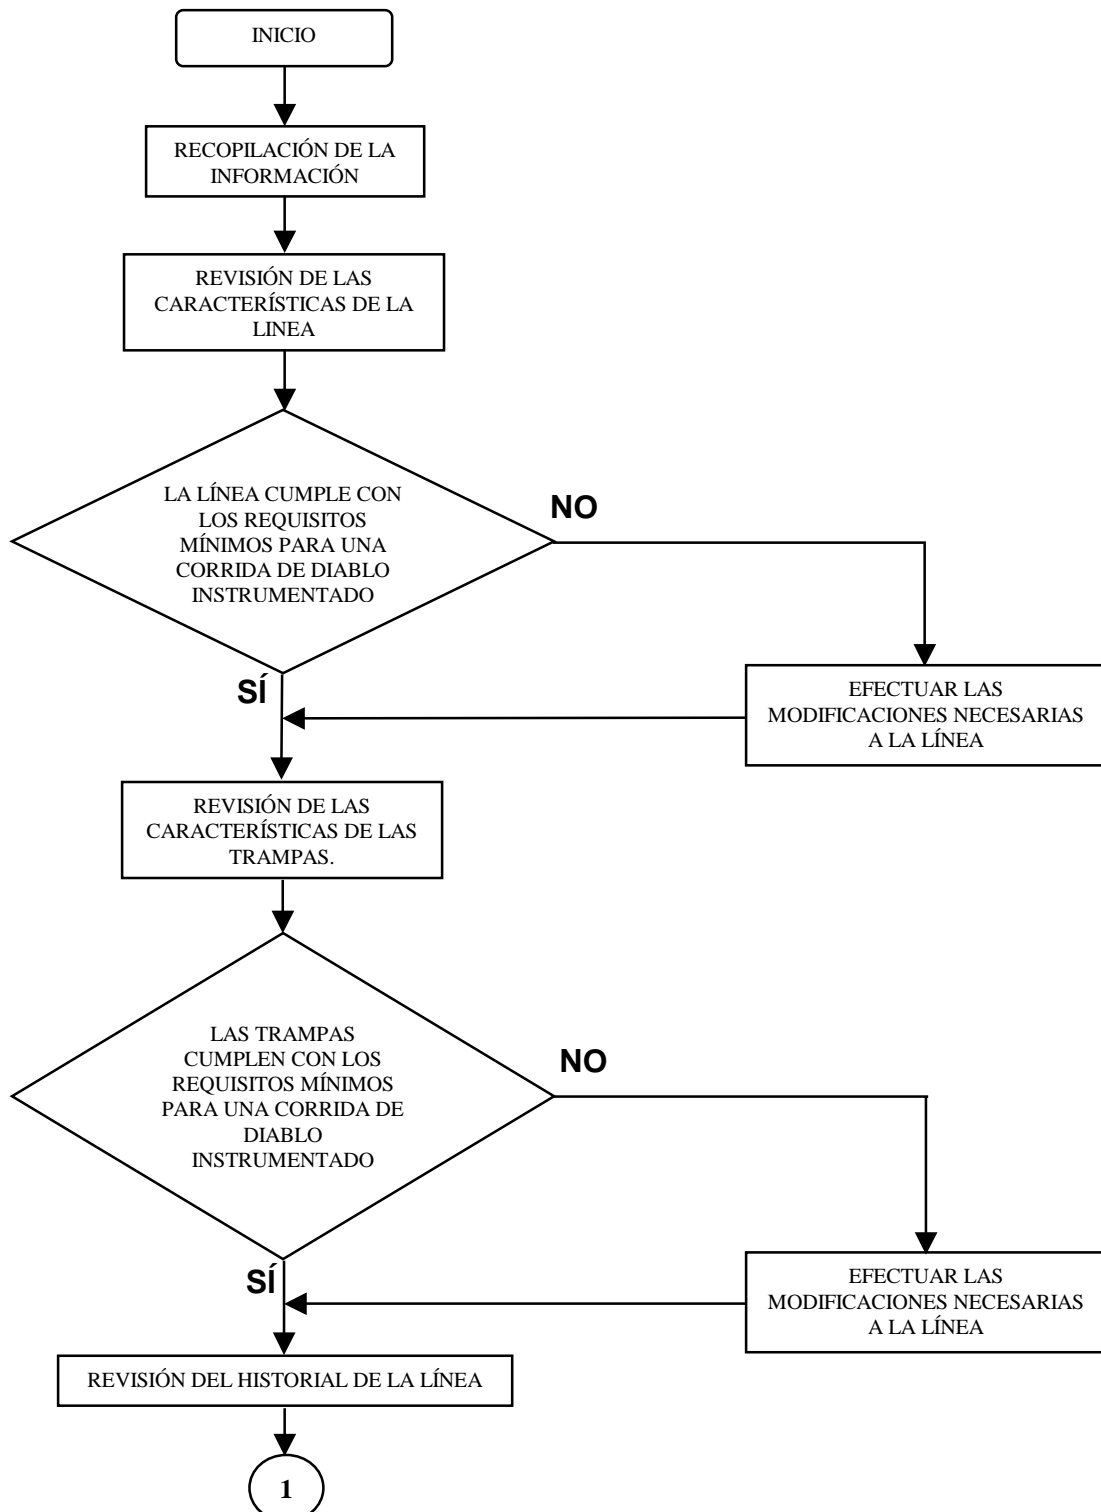 INICIO
RECOPILACIÓN DE LA
INFORMACIÓN
REVISIÓN DE LAS
CARACTERÍSTICAS DE LA
LINEA
LA LÍNEA CUMPLE CON
LOS REQUISITOS
MÍNIMOS PARA UNA
CORRIDA DE DIABLO
INSTRUMENTADO
NO
SÍ
EFECTUAR LAS
MODIFICACIONES NECESARIAS
A LA LÍNEA
REVISIÓN DE LAS
CARACTERÍSTICAS DE LAS
TRAMPAS.
LAS TRAMPAS
CUMPLEN CON LOS
REQUISITOS MÍNIMOS
PARA UNA CORRIDA DE
DIABLO
INSTRUMENTADO
NO
SÍ
EFECTUAR LAS
MODIFICACIONES NECESARIAS
A LA LÍNEA
REVISIÓN DEL HISTORIAL DE LA LÍNEA
1